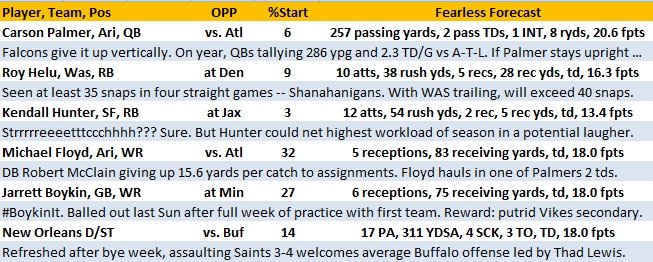 Player, Team, Pos OPP %Start Fearless Forecast
Carson Palmer, Ari, QB vs. Atl 6 257 passing yards, 2 pass TDs, 1 INT, 8 ryds, 20.6 fpts
Falcons give it up vertically. On year, QBs tallying 286 ypg and 2.3 TD/G vs A-T-L. If Palmer stays upright ...
Roy Helu, Was, RB at Den 9 10 atts, 38 rush yds, 5 recs, 28 rec yds, td, 16.3 fpts
Seen at least 35 snaps in four straight games -- Shanahanigans. With WAS trailing, will exceed 40 snaps.
Kendall Hunter, SF, RB at Jax 3 12 atts, 54 rush yds, 2 rec, 5 rec yds, td, 13.4 fpts
Strrrrreeeetttccchhhh??? Sure. But Hunter could net highest workload of season in a potential laugher.
Michael Floyd, Ari, WR vs. Atl 32 5 receptions, 83 receiving yards, td, 18.0 fpts
DB Robert McClain giving up 15.6 yards per catch to assignments. Floyd hauls in one of Palmers 2 tds.
Jarrett Boykin, GB, WR at Min 27 6 receptions, 75 receiving yards, td, 18.0 fpts
#BoykinIt. Balled out last Sun after full week of practice with first team. Reward: putrid Vikes secondary.
New Orleans D/ST vs. Buf 14 17 PA, 311 YDSA, 4 SCK, 3 TO, TD, 18.0 fpts
Refreshed after bye week, assaulting Saints 3-4 welcomes average Buffalo offense led by Thad Lewis.